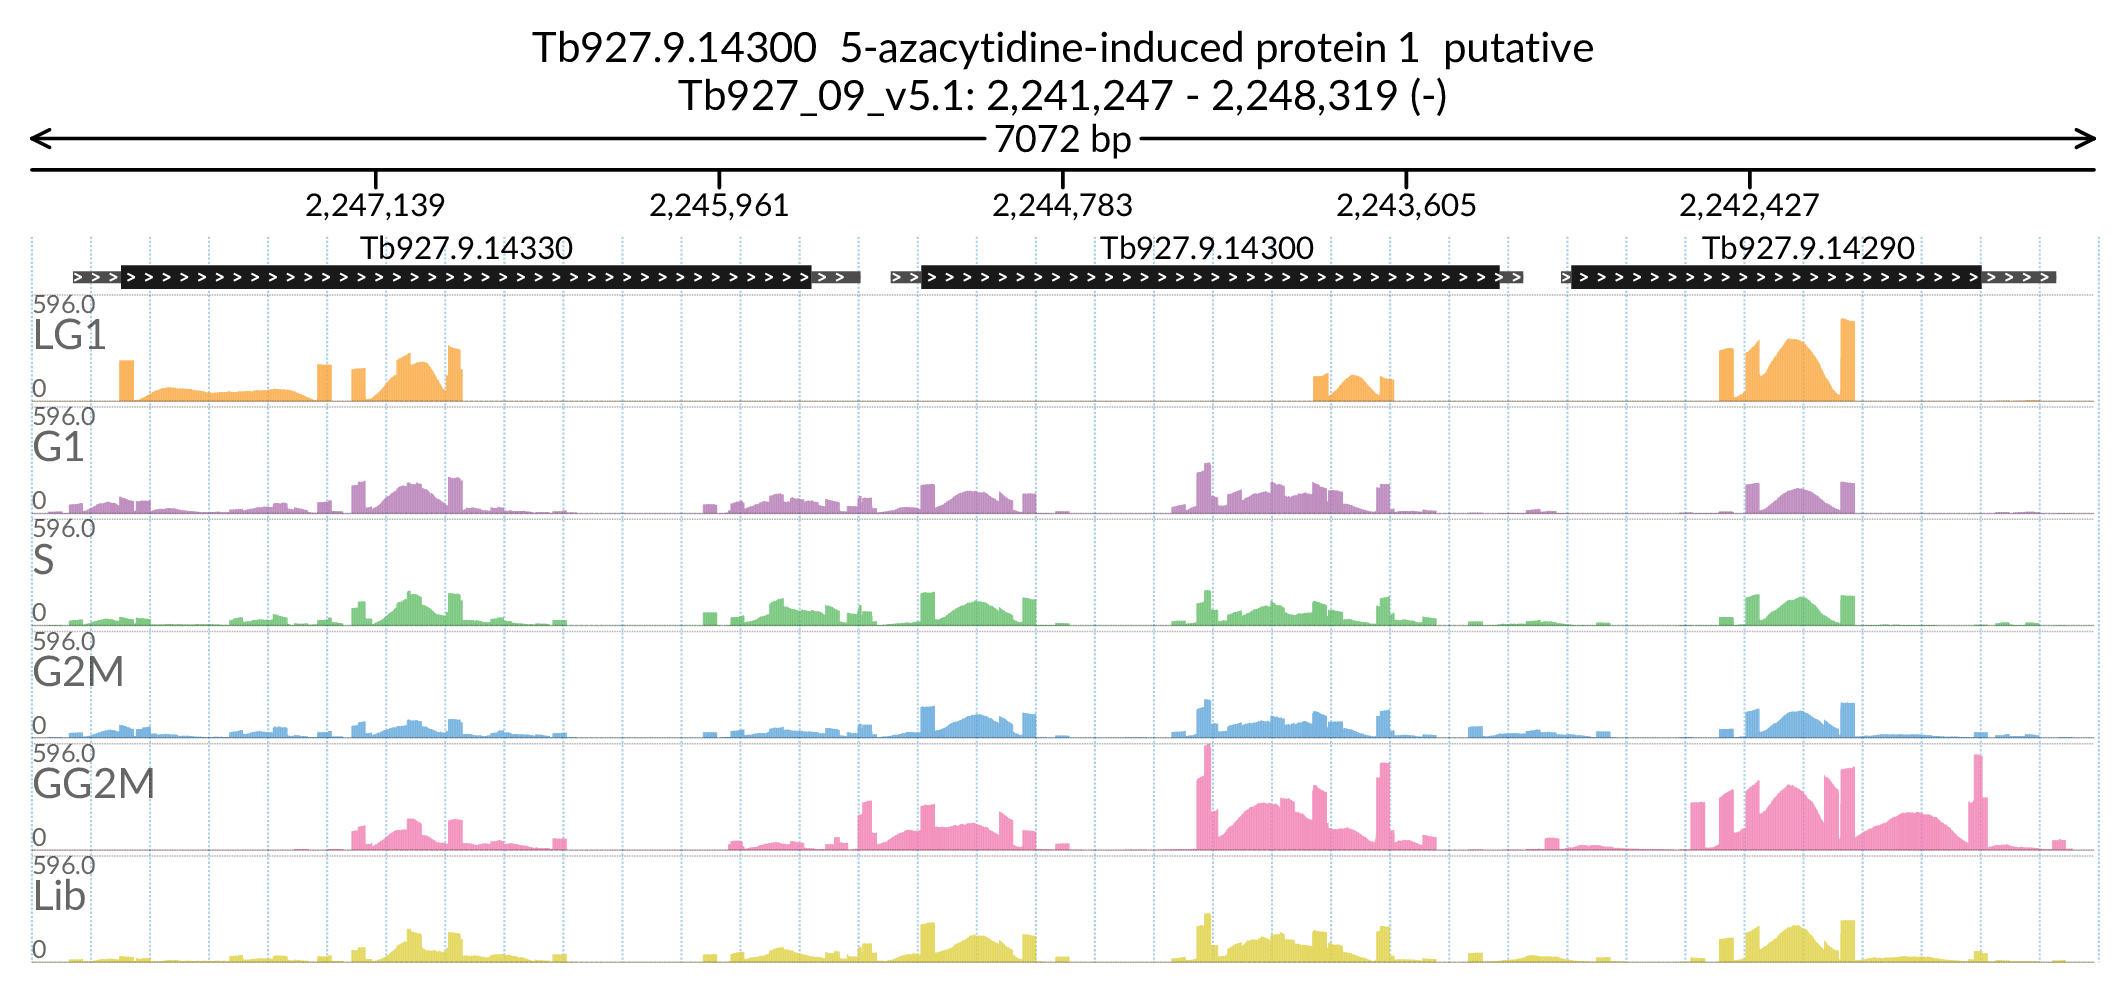 Tb927.9.14300 5-azacytidine-induced protein 1 putative
Tb927_09_v5.1: 2,241,247 - 2,248,319 (-)
7072 bp
2,247,139 2,245,961 2,244,783 2,243,605 2,242,427
Tb927.9.14330 Tb927.9.14300 Tb927.9.14290
596.0
LG1
0
596.0
G1
0
596.0
S
0
596.0
G2M
0
596.0
GG2M
0
596.0
Lib
0